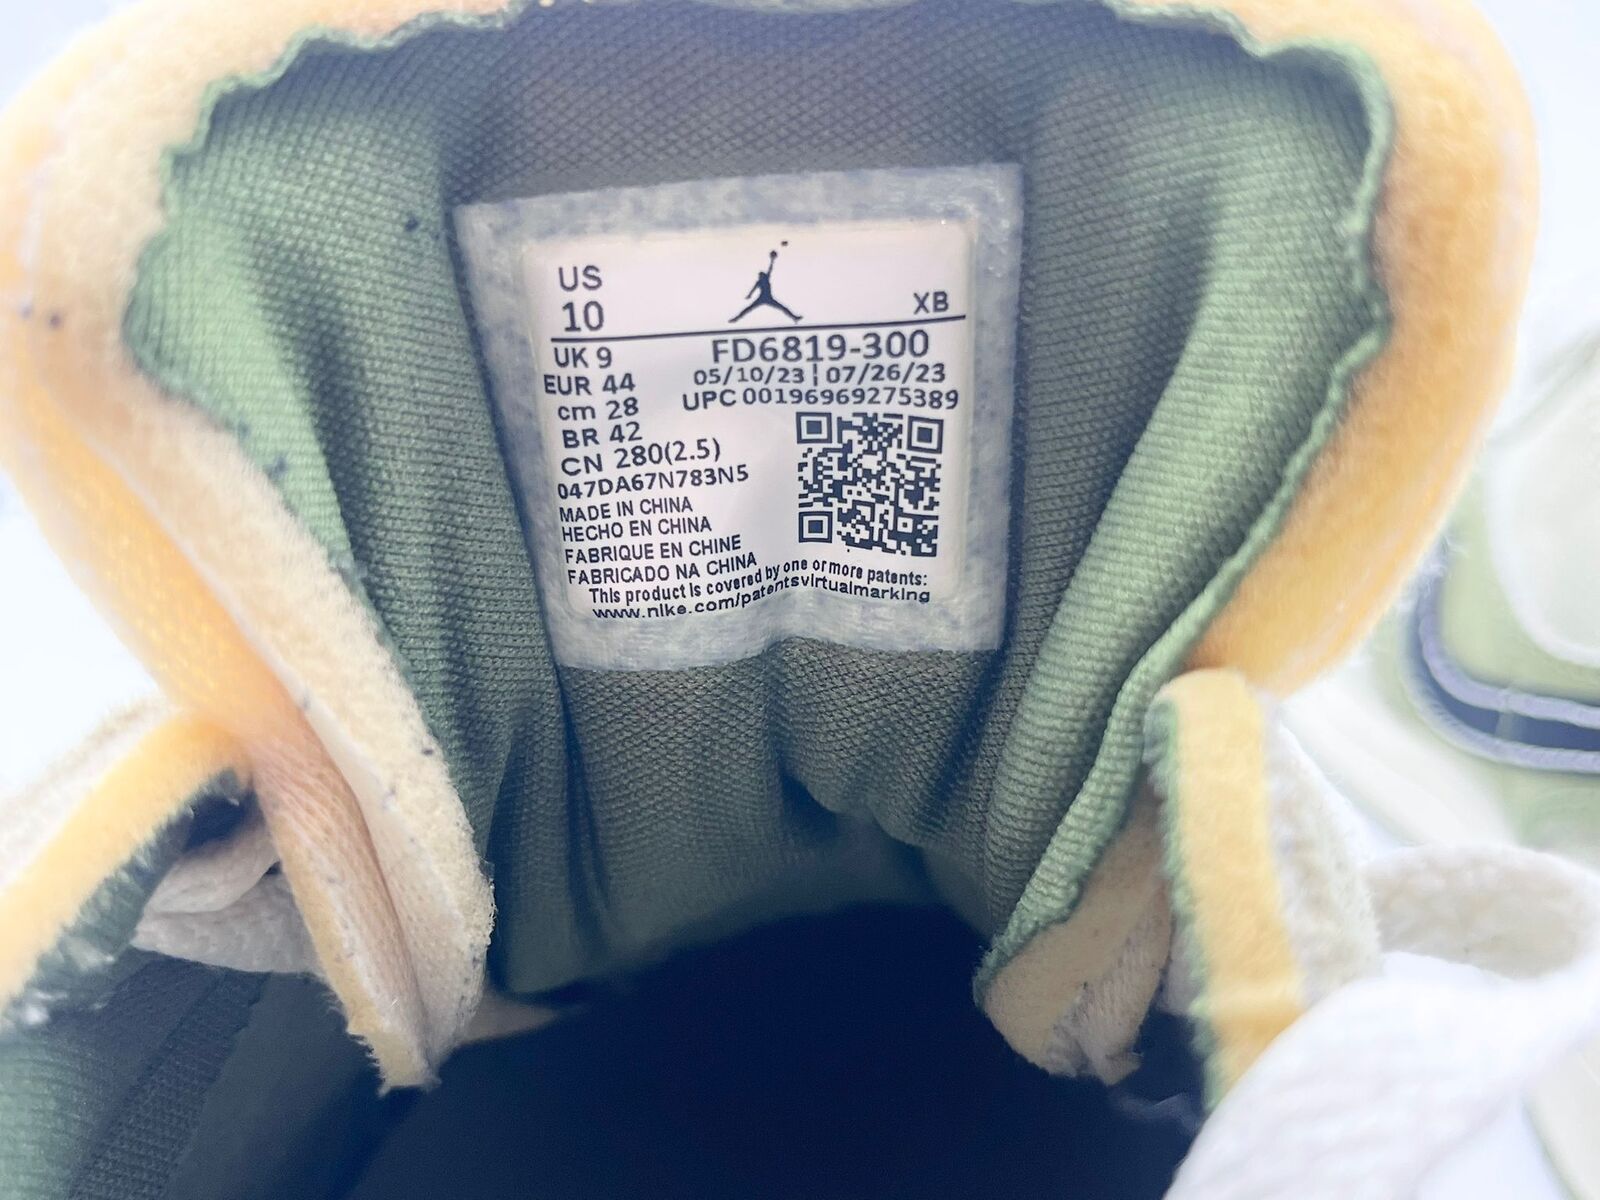 US
10
XB
UK 9
FD6819-300
EUR 44
05/10/23 | 07/26/23
cm 28
UPC 00196969275389
BR 42
CN 280(2.5)
047DA67N783N5
MADE IN CHINA
HECHO EN CHINA
FABRIQUE EN CHINE
FABRICADO NA CHINA
This product is covered by one or more patents:
www.nike.com/patentsvirtualmarking